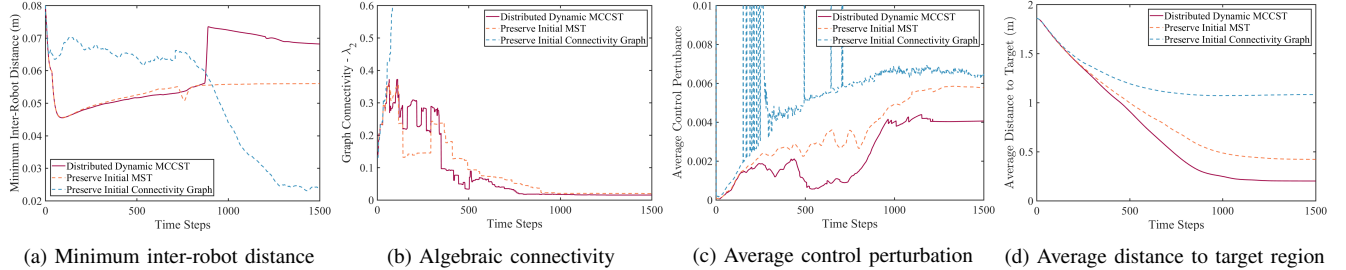 Minimum Inter-Robot Distance (m)
0.08
0.07
0.06
0.05
0.04
0.03
0.02
0
500
1000
1500
Time Steps
Distributed Dynamic MCCST
Preserve Initial MST
Preserve Initial Connectivity Graph
(a) Minimum inter-robot distance
Graph Connectivity - λ2
0.6
0.5
0.4
0.3
0.2
0.1
0
0
500
1000
1500
Time Steps
Distributed Dynamic MCCST
Preserve Initial MST
Preserve Initial Connectivity Graph
(b) Algebraic connectivity
Average Control Perturbance
0.01
0.008
0.006
0.004
0.002
0
0
500
1000
1500
Time Steps
Distributed Dynamic MCCST
Preserve Initial MST
Preserve Initial Connectivity Graph
(c) Average control perturbation
Average Distance to Target (m)
2
1.5
1
0.5
0
0
500
1000
1500
Time Steps
Distributed Dynamic MCCST
Preserve Initial MST
Preserve Initial Connectivity Graph
(d) Average distance to target region